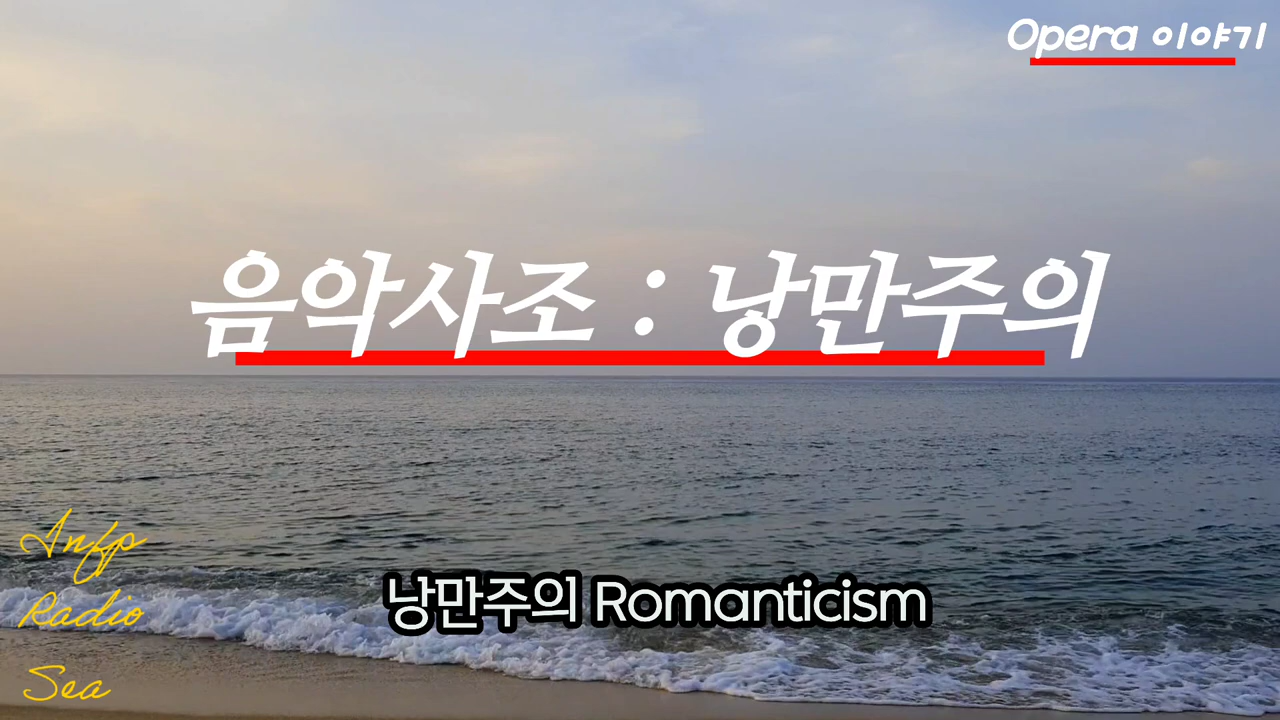 Opera 이야기
음악사조 : 낭만주의
낭만주의 Romanticism
Infp
Radio
Sea